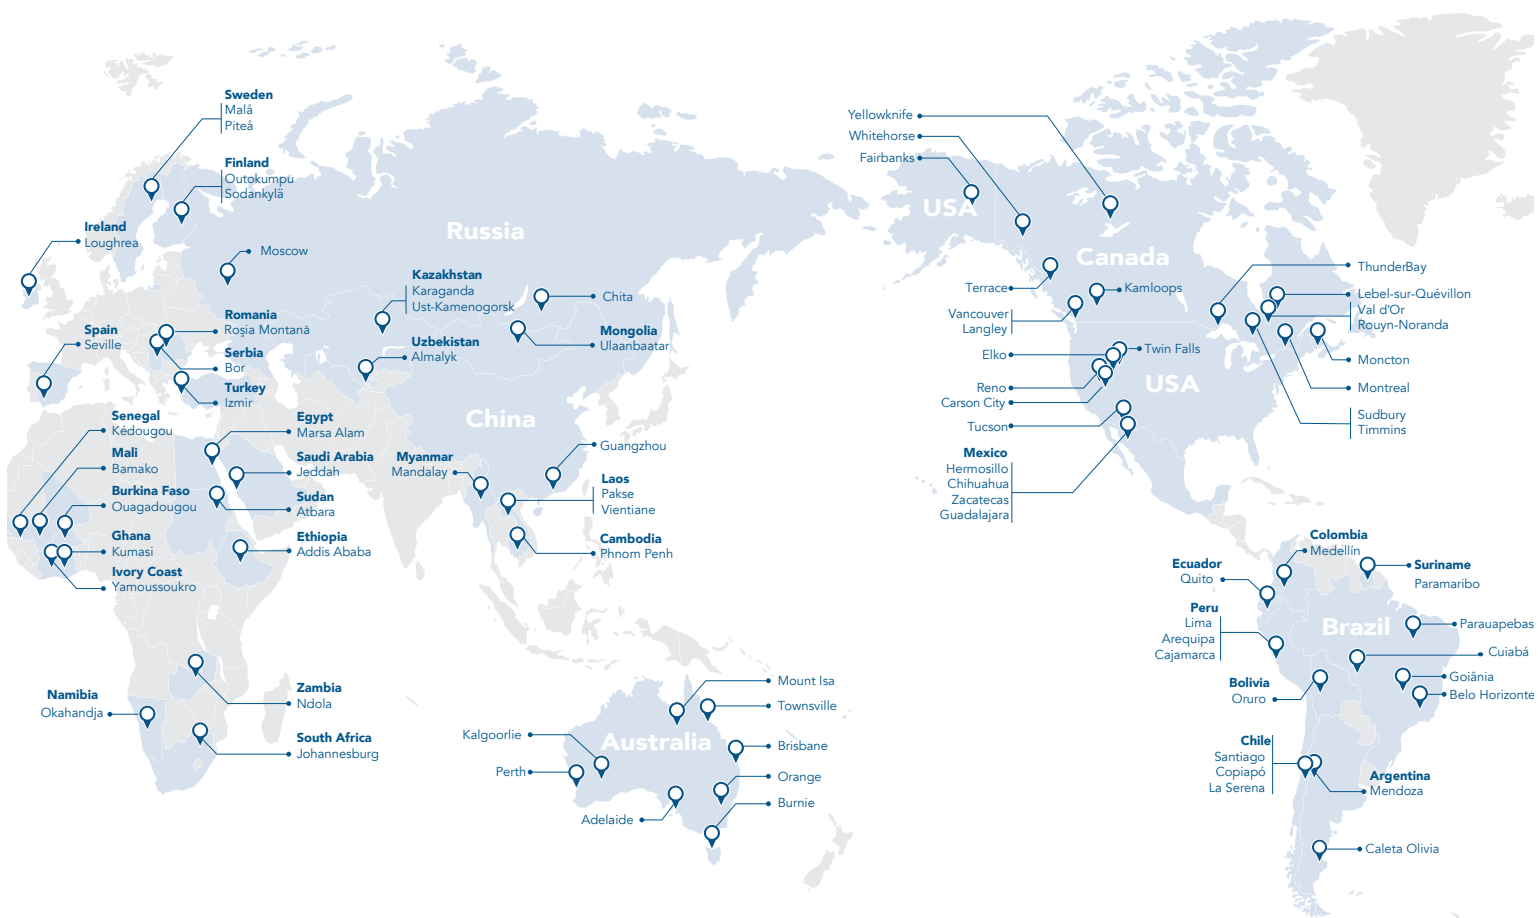 Sweden
Malå
Piteå
Finland
Outokumpu
Sodankylä
Ireland
Loughrea
Moscow
Russia
Kazakhstan
Karaganda
Ust-Kamenogorsk
Chita
Romania
Roşia Montană
Spain
Seville
Serbia
Bor
Uzbekistan
Almalyk
Mongolia
Ulaanbaatar
Turkey
Izmir
China
Senegal
Kédougou
Egypt
Marsa Alam
Mali
Bamako
Saudi Arabia
Jeddah
Myanmar
Mandalay
Guangzhou
Burkina Faso
Ouagadougou
Sudan
Atbara
Laos
Pakse
Vientiane
Ghana
Kumasi
Ethiopia
Addis Ababa
Cambodia
Phnom Penh
Ivory Coast
Yamoussoukro
Namibia
Okahandja
Zambia
Ndola
South Africa
Johannesburg
Mount Isa
Townsville
Kalgoorlie
Australia
Brisbane
Perth
Orange
Burnie
Adelaide
Yellowknife
Whitehorse
Fairbanks
USA
Canada
Terrace
Kamloops
Vancouver
Langley
ThunderBay
Lebel-sur-Quévillon
Val d’Or
Rouyn-Noranda
Elko
Twin Falls
Moncton
USA
Reno
Carson City
Montreal
Tucson
Sudbury
Timmins
Mexico
Hermosillo
Chihuahua
Zacatecas
Guadalajara
Colombia
Medellín
Ecuador
Quito
Suriname
Paramaribo
Peru
Lima
Arequipa
Cajamarca
Brazil
Parauapebas
Cuiabá
Goiânia
Belo Horizonte
Bolivia
Oruro
Chile
Santiago
Copiapó
La Serena
Argentina
Mendoza
Caleta Olivia